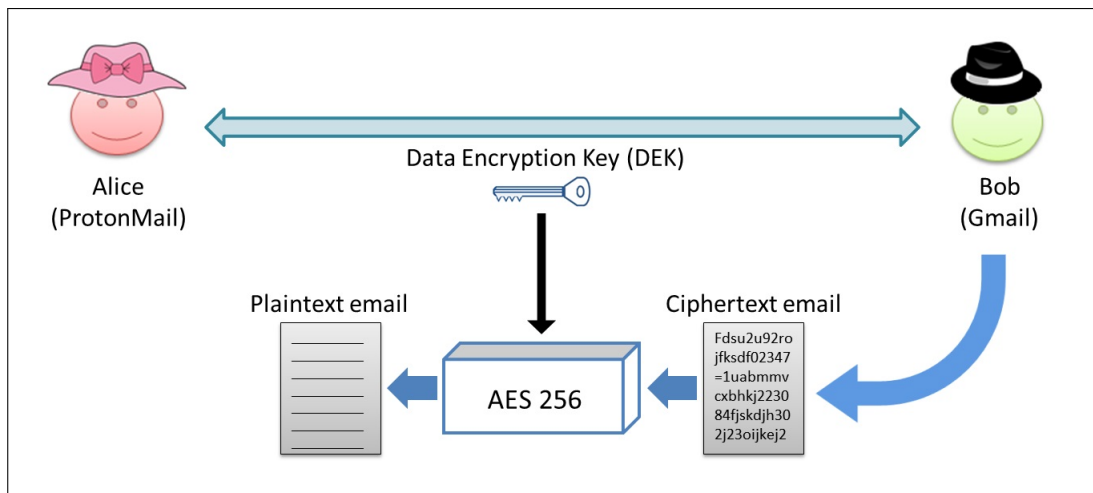 Data Encryption Key (DEK)
Alice
(ProtonMail)
Bob
(Gmail)
Plaintext email
Ciphertext email
AES 256
Fdsu2u92ro
jfksdf02347
=1uabmmv
cxbhkj2230
84fjskdjh30
2j23oijkej2